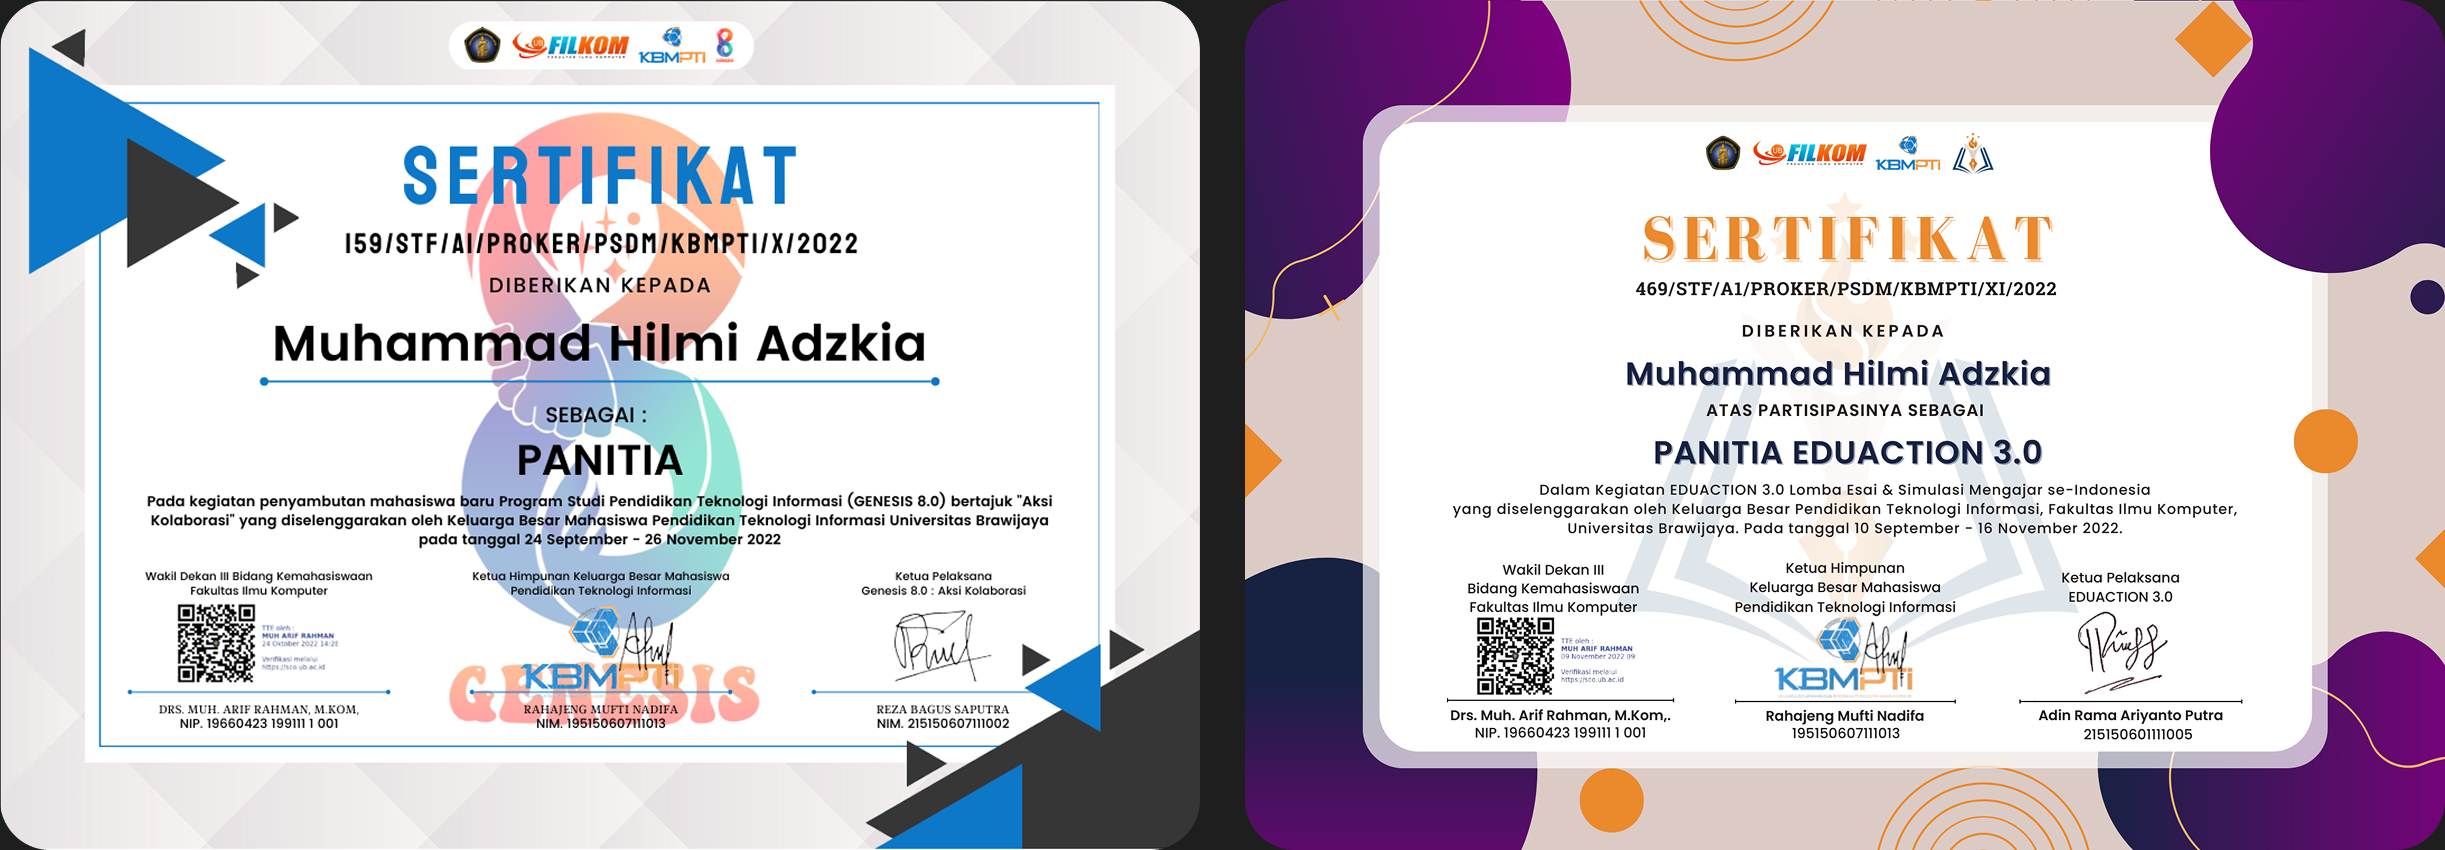 FILKOM
FAKULTAS ILMU KOMPUTER
KBMPTI
SERTIFIKAT
159/STF/A1/PROKER/PSDM/KBMPTI/X/2022
DIBERIKAN KEPADA
Muhammad Hilmi Adzkia
SEBAGAI :
PANITIA
Pada kegiatan penyambutan mahasiswa baru Program Studi Pendidikan Teknologi Informasi (GENESIS 8.0) bertajuk "Aksi
Kolaborasi" yang diselenggarakan oleh Keluarga Besar Mahasiswa Pendidikan Teknologi Informasi Universitas Brawijaya
pada tanggal 24 September - 26 November 2022
Wakil Dekan III Bidang Kemahasiswaan
Fakultas Ilmu Komputer
TTE oleh :
MUH ARIF RAHMAN
24 October 2022 14:28
Verifikasi melalui
https://sco.ub.ac.id
DRS. MUH. ARIF RAHMAN, M.KOM,
NIP. 19660423 199111 1 001
Ketua Himpunan Keluarga Besar Mahasiswa
Pendidikan Teknologi Informasi
KBMPTI
GENESIS
RAHAJENG MUFTI NADIFA
NIM. 195150607111013
Ketua Pelaksana
Genesis 8.0 : Aksi Kolaborasi
REZA BAGUS SAPUTRA
NIM. 215150607111002
FILKOM
FAKULTAS ILMU KOMPUTER
KBMPTI
SERTIFIKAT
469/STF/A1/PROKER/PSDM/KBMPTI/XI/2022
DIBERIKAN KEPADA
Muhammad Hilmi Adzkia
ATAS PARTISIPASINYA SEBAGAI
PANITIA EDUACTION 3.0
Dalam Kegiatan EDUACTION 3.0 Lomba Esai & Simulasi Mengajar se-Indonesia
yang diselenggarakan oleh Keluarga Besar Pendidikan Teknologi Informasi, Fakultas Ilmu Komputer,
Universitas Brawijaya. Pada tanggal 10 September - 16 November 2022.
Wakil Dekan III
Bidang Kemahasiswaan
Fakultas Ilmu Komputer
TTE oleh :
MUH ARIF RAHMAN
09 November 2022 09:
Verifikasi melalui
https://sco.ub.ac.id
Drs. Muh. Arif Rahman, M.Kom,.
NIP. 19660423 199111 1 001
Ketua Himpunan
Keluarga Besar Mahasiswa
Pendidikan Teknologi Informasi
KBMPTI
Rahajeng Mufti Nadifa
195150607111013
Ketua Pelaksana
EDUACTION 3.0
Adin Rama Ariyanto Putra
215150601111005